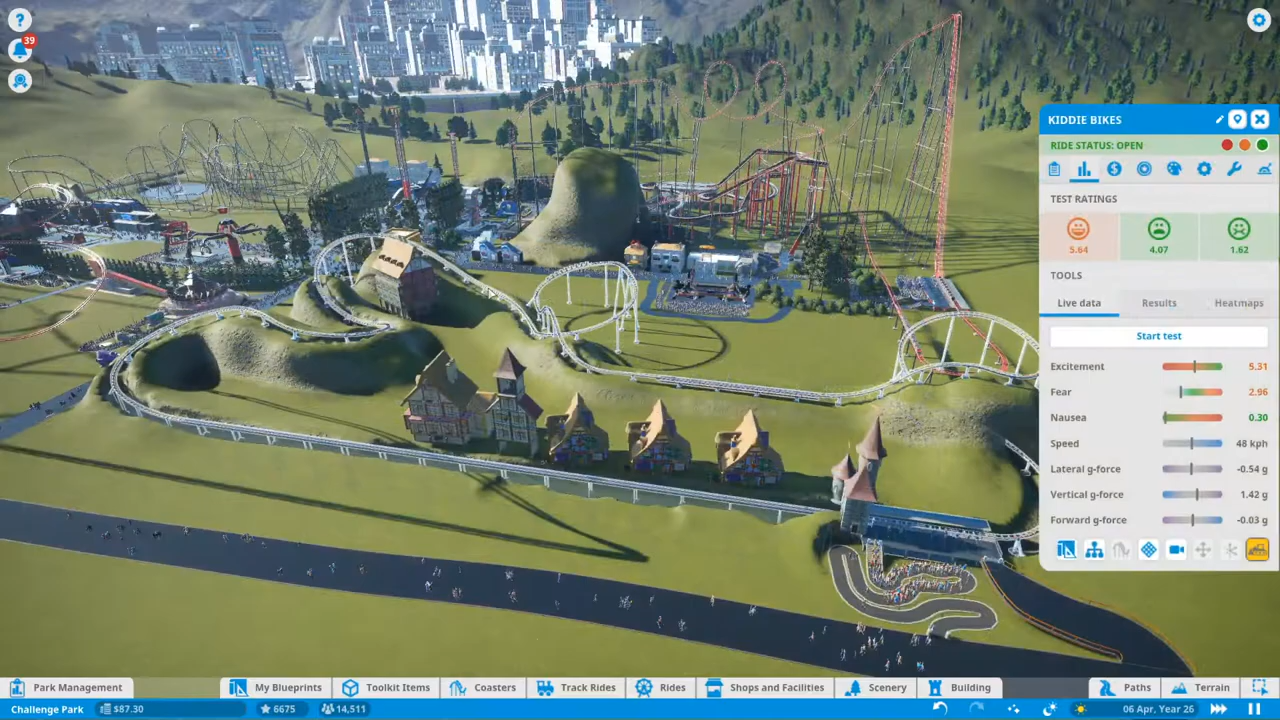 ?
39
KIDDIE BIKES
RIDE STATUS: OPEN
TEST RATINGS
5.64 4.07 1.62
TOOLS
Live data Results Heatmaps
Start test
Excitement 5.31
Fear 2.96
Nausea 0.30
Speed 48 kph
Lateral g-force -0.54 g
Vertical g-force 1.42 g
Forward g-force -0.03 g
Park Management My Blueprints Toolkit Items Coasters Track Rides Rides Shops and Facilities Scenery Building Paths Terrain
Challenge Park $87.30 6675 14,511 06 Apr, Year 26